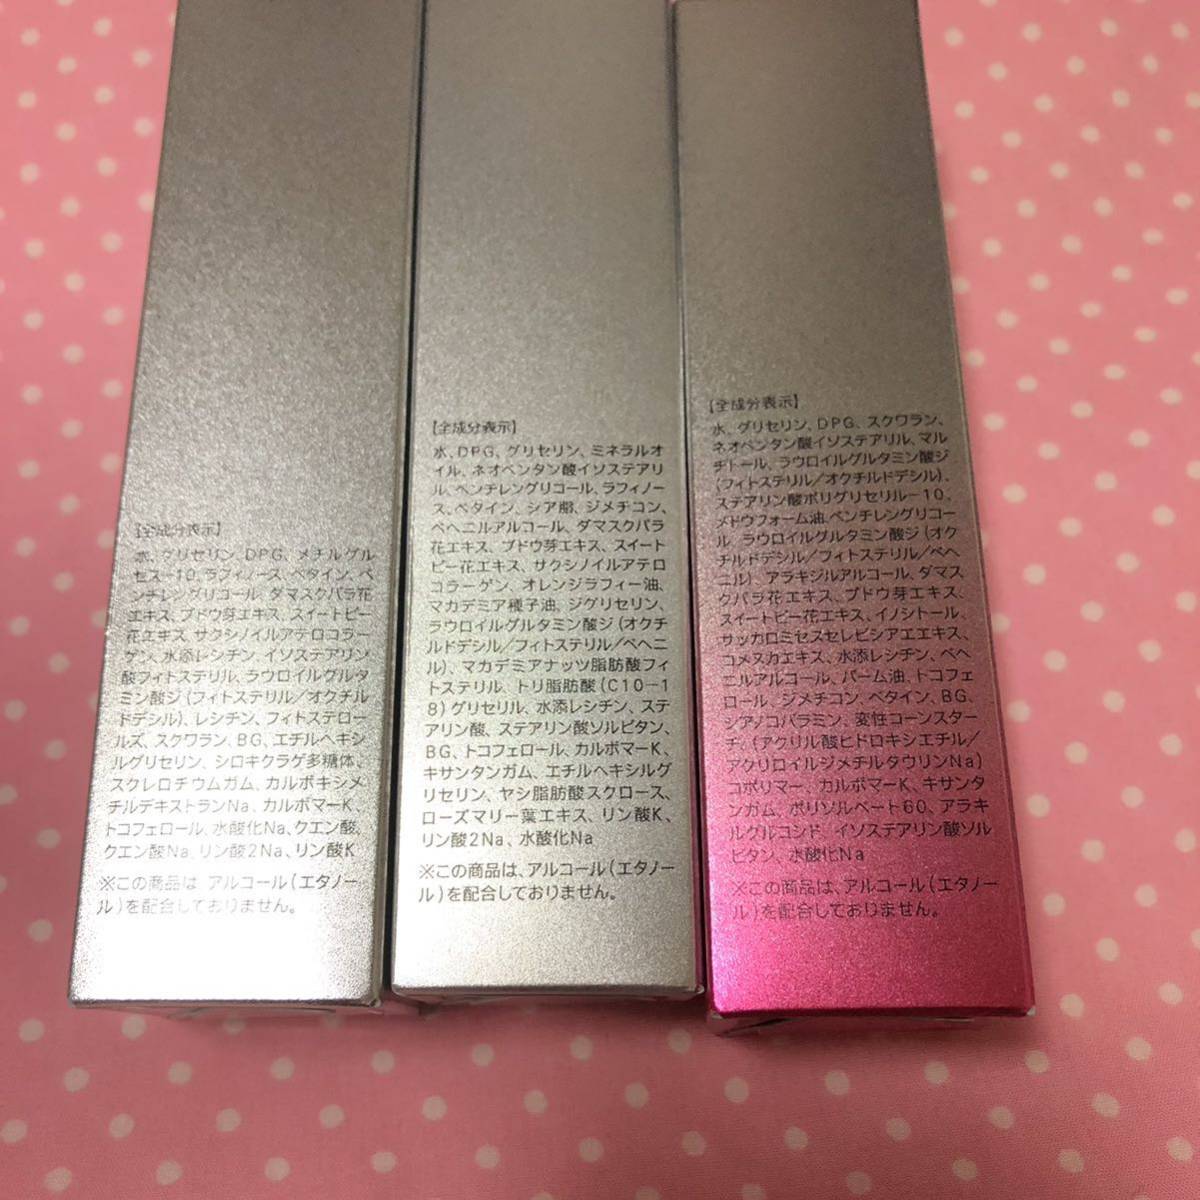 【全成分表示】
水、グリセリン、DPG、メチルグル
セス-10、ラフィノース、ベタイン、ペ
ンチレングリコール、ダマスクバラ花
エキス、ブドウ芽エキス、スイートピー
花エキス、サクシノイルアテロコラー
ゲン、水添レシチン、イソステアリン
酸フィトステリル、ラウロイルグルタ
ミン酸ジ(フィトステリル/オクチル
ドデシル)、レシチン、フィトステロー
ルズ、スクワラン、BG、エチルヘキシ
ルグリセリン、シロキクラゲ多糖体、
スクレロチウムガム、カルボキシメ
チルデキストランNa、カルボマーK、
トコフェロール、水酸化Na、クエン酸、
クエン酸Na、リン酸2Na、リン酸K
※この商品は、アルコール(エタノー
ル)を配合しておりません。
【全成分表示】
水、DPG、グリセリン、ミネラルオ
イル、ネオペンタン酸イソステアリ
ル、ペンチレングリコール、ラフィノー
ス、ベタイン、シア脂、ジメチコン、
ベヘニルアルコール、ダマスクバラ
花エキス、ブドウ芽エキス、スイート
ピー花エキス、サクシノイルアテロ
コラーゲン、オレンジラフィー油、
マカデミア種子油、ジグリセリン、
ラウロイルグルタミン酸ジ(オクチ
ルドデシル/フィトステリル/ベヘニ
ル)、マカデミアナッツ脂肪酸フィ
トステリル、トリ脂肪酸(C10-1
8)グリセリル、水添レシチン、ステ
アリン酸、ステアリン酸ソルビタン、
BG、トコフェロール、カルボマーK、
キサンタンガム、エチルヘキシルグ
リセリン、ヤシ脂肪酸スクロース、
ローズマリー葉エキス、リン酸K、
リン酸2Na、水酸化Na
※この商品は、アルコール(エタノー
ル)を配合しておりません。
【全成分表示】
水、グリセリン、DPG、スクワラン、
ネオペンタン酸イソステアリル、マル
チトール、ラウロイルグルタミン酸ジ
(フィトステリル/オクチルドデシル)、
ステアリン酸ポリグリセリル-10、
メドウフォーム油、ペンチレングリコー
ル、ラウロイルグルタミン酸ジ(オク
チルドデシル/フィトステリル/ベヘ
ニル)、アラキジルアルコール、ダマス
クバラ花エキス、ブドウ芽エキス、
スイートピー花エキス、イノシトール、
サッカロミセスセレビシアエエキス、
コメヌカエキス、水添レシチン、ベヘ
ニルアルコール、パーム油、トコフェ
ロール、ジメチコン、ベタイン、BG、
シアノコバラミン、変性コーンスター
チ、(アクリル酸ヒドロキシエチル/
アクリロイルジメチルタウリンNa)
コポリマー、カルボマーK、キサンタ
ンガム、ポリソルベート60、アラキ
ルグルコシド、イソステアリン酸ソル
ビタン、水酸化Na
※この商品は、アルコール(エタノー
ル)を配合しておりません。